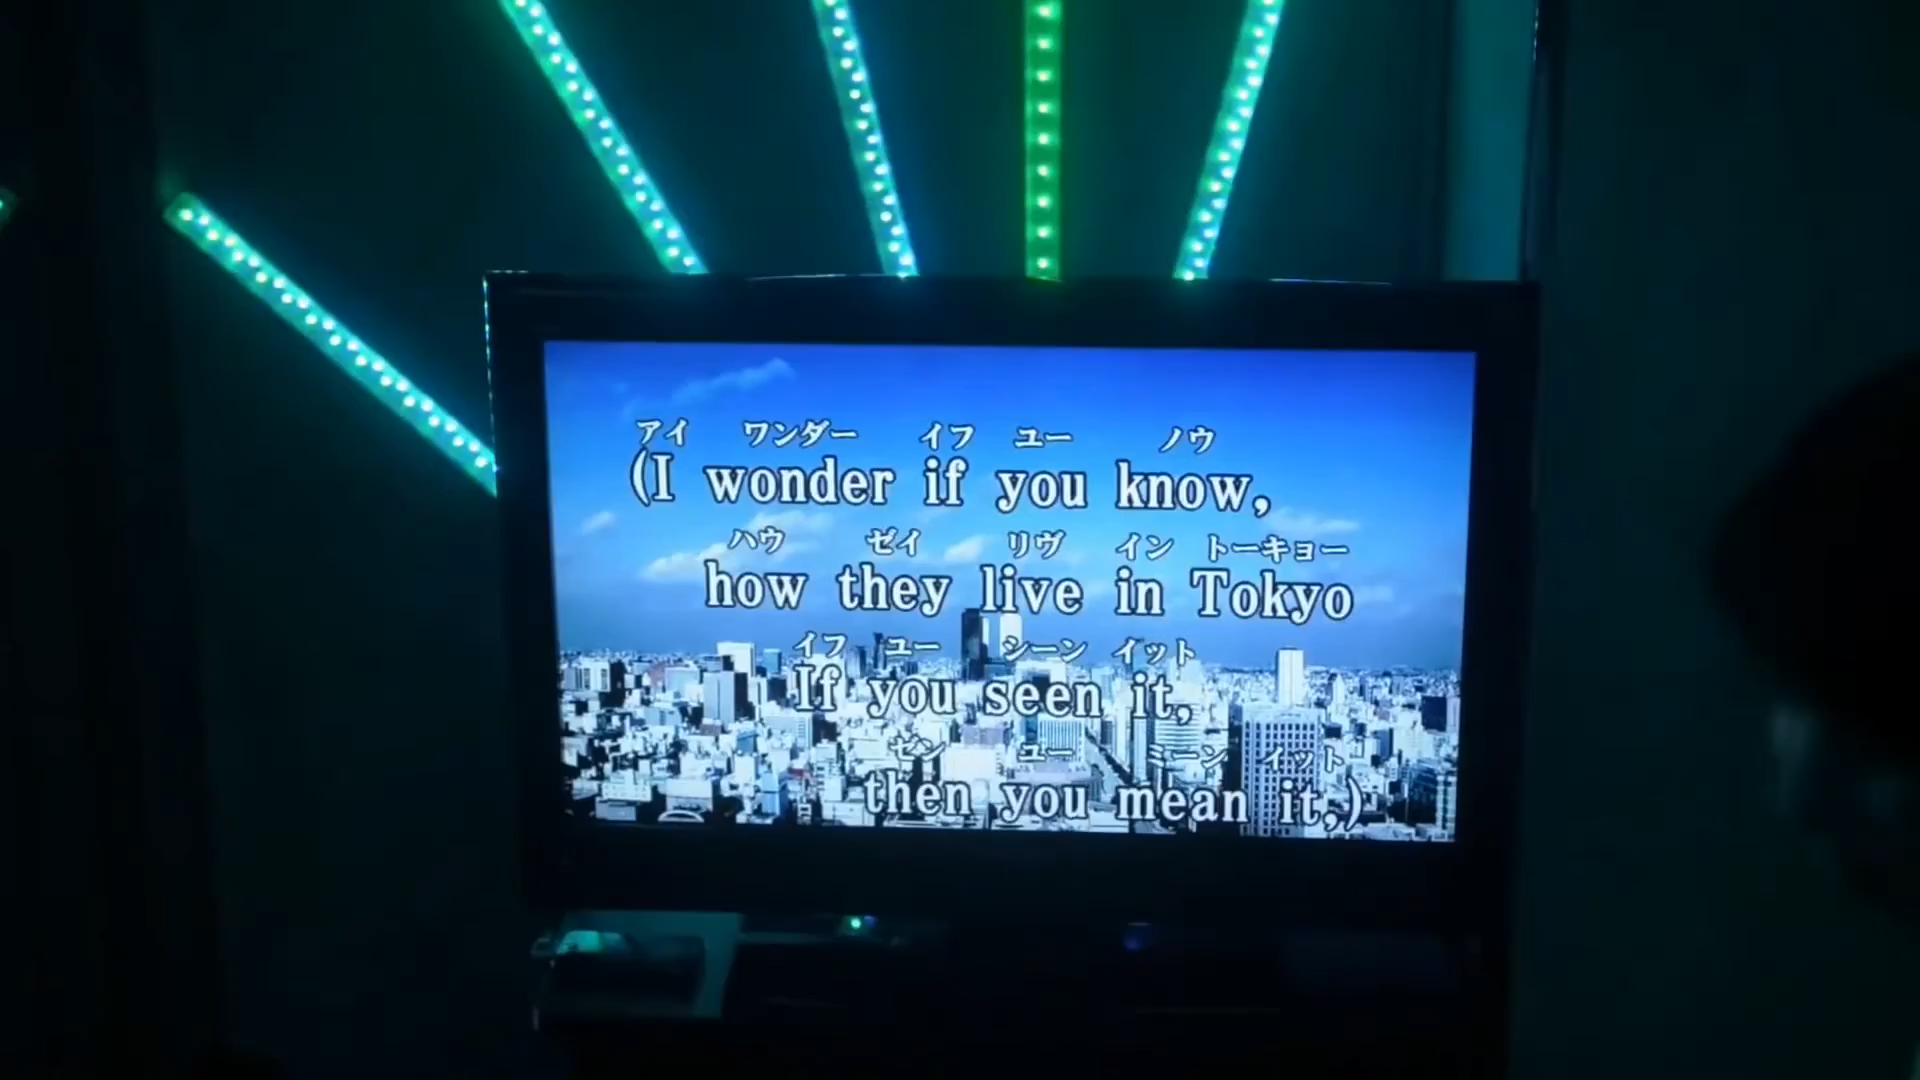 アイ ワンダー イフ ユー ノウ
(I wonder if you know,
ハウ ゼイ リヴ イン トーキョー
how they live in Tokyo
イフ ユー シーン イット
If you seen it,
ゼン ユー ミーン イット
then you mean it,)